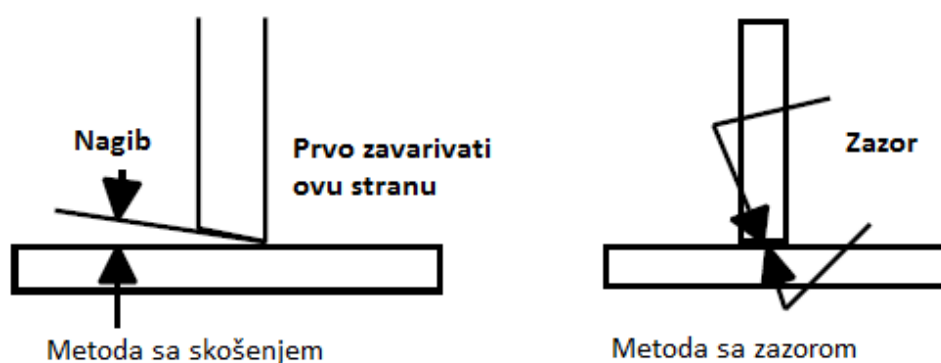 Nagib
Prvo zavarivati
ovu stranu
Metoda sa skošenjem
Zazor
Metoda sa zazorom